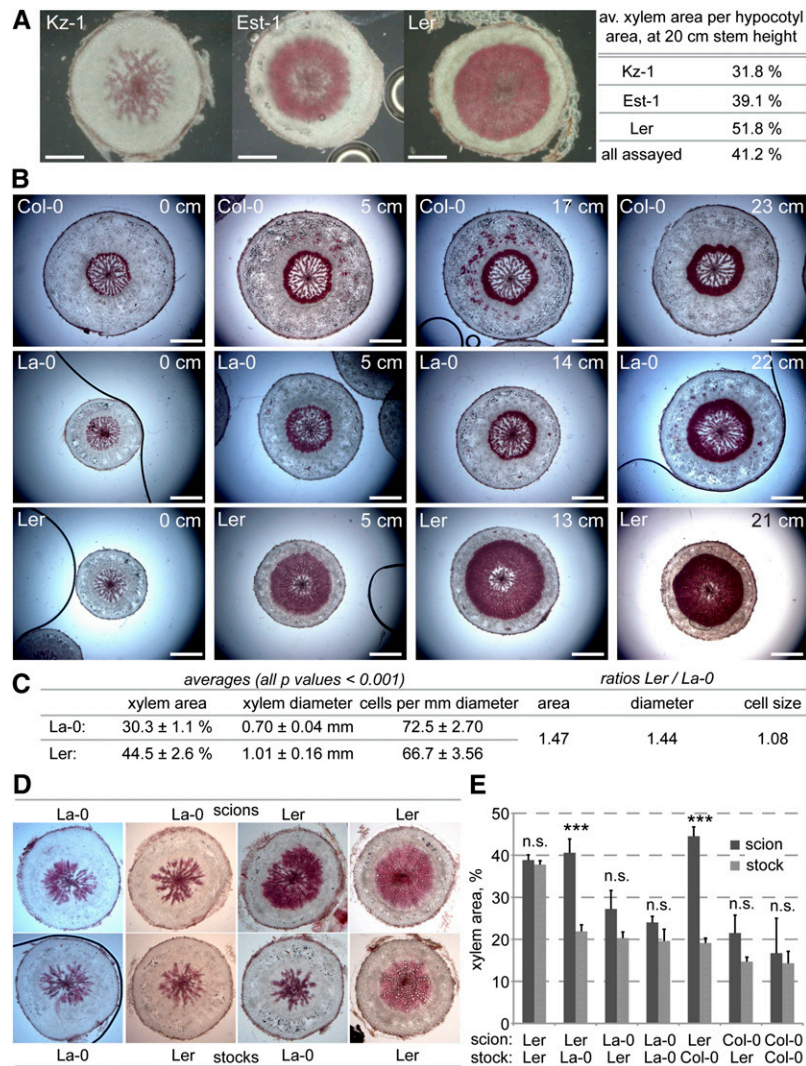 A
Kz-1
Est-1
Ler
av. xylem area per hypocotyl
area, at 20 cm stem height
Kz-1 31.8 %
Est-1 39.1 %
Ler 51.8 %
all assayed 41.2 %
B
Col-0 0 cm
Col-0 5 cm
Col-0 17 cm
Col-0 23 cm
La-0 0 cm
La-0 5 cm
La-0 14 cm
La-0 22 cm
Ler 0 cm
Ler 5 cm
Ler 13 cm
Ler 21 cm
C
averages (all p values < 0.001) ratios Ler / La-0
xylem area xylem diameter cells per mm diameter area diameter cell size
La-0: 30.3 ± 1.1 % 0.70 ± 0.04 mm 72.5 ± 2.70
1.47 1.44 1.08
Ler: 44.5 ± 2.6 % 1.01 ± 0.16 mm 66.7 ± 3.56
D
La-0 La-0 scions Ler Ler
La-0 Ler stocks La-0 Ler
E
xylem area, %
50
40
30
20
10
0
n.s. *** n.s. n.s. *** n.s. n.s.
scion
stock
scion: Ler Ler La-0 La-0 Ler Col-0 Col-0
stock: Ler La-0 Ler La-0 Col-0 Ler Col-0